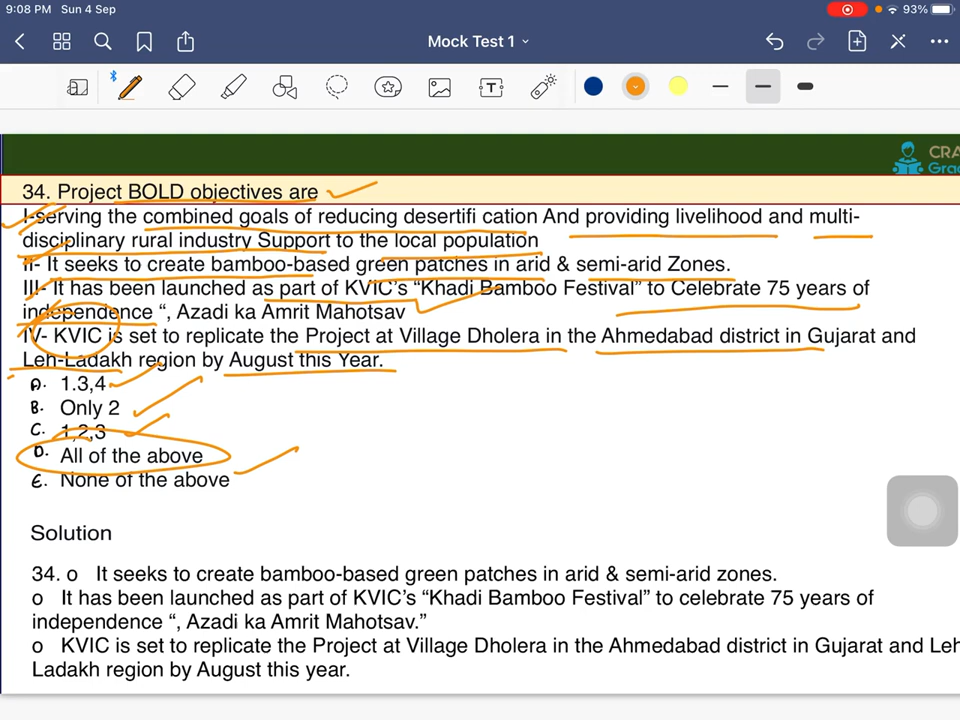 9:08 PM Sun 4 Sep 93%
Mock Test 1
T
CRA
Grac
34. Project BOLD objectives are
I-serving the combined goals of reducing desertifi cation And providing livelihood and multi-
disciplinary rural industry Support to the local population
II- It seeks to create bamboo-based green patches in arid & semi-arid Zones.
III- It has been launched as part of KVIC's “Khadi Bamboo Festival” to Celebrate 75 years of
independence “, Azadi ka Amrit Mahotsav
IV- KVIC is set to replicate the Project at Village Dholera in the Ahmedabad district in Gujarat and
Leh-Ladakh region by August this Year.
A. 1.3,4
B. Only 2
C. 1,2,3
D. All of the above
E. None of the above
Solution
34. o It seeks to create bamboo-based green patches in arid & semi-arid zones.
o It has been launched as part of KVIC's “Khadi Bamboo Festival” to celebrate 75 years of
independence “, Azadi ka Amrit Mahotsav.”
o KVIC is set to replicate the Project at Village Dholera in the Ahmedabad district in Gujarat and Leh
Ladakh region by August this year.